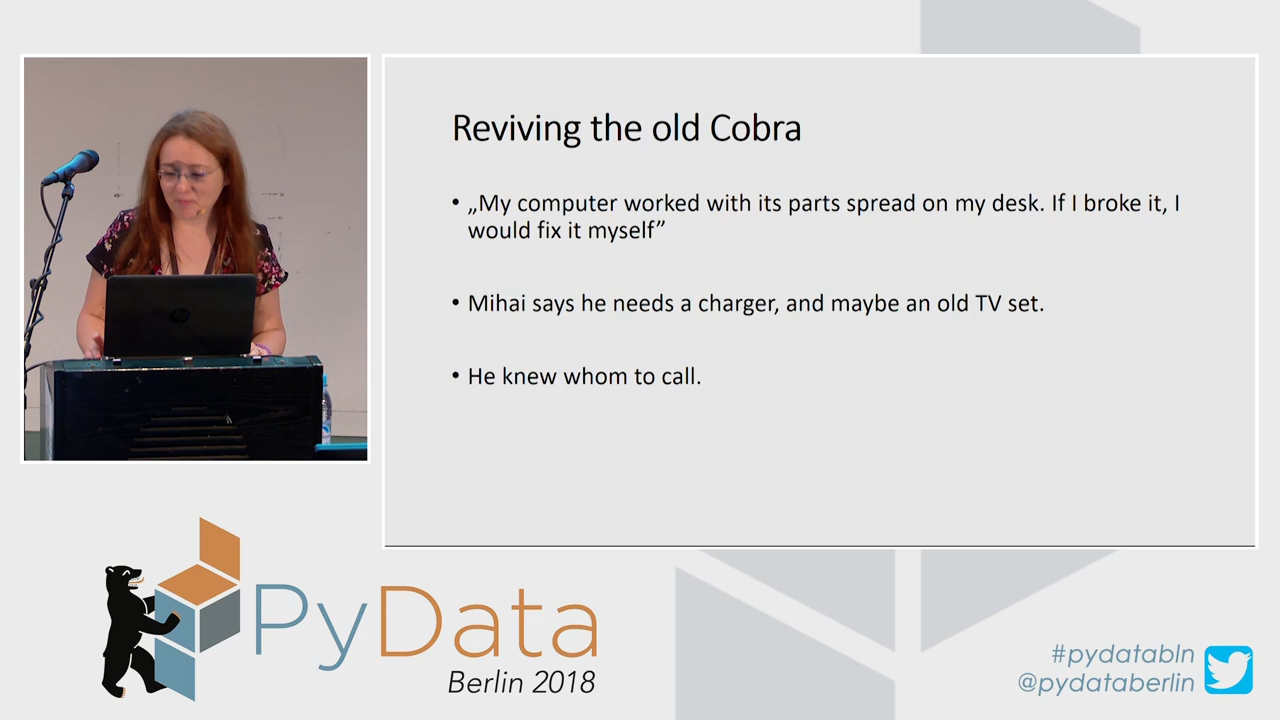 Reviving the old Cobra
• „My computer worked with its parts spread on my desk. If I broke it, I
would fix it myself”
• Mihai says he needs a charger, and maybe an old TV set.
• He knew whom to call.
PyData
Berlin 2018
#pydatabln
@pydataberlin